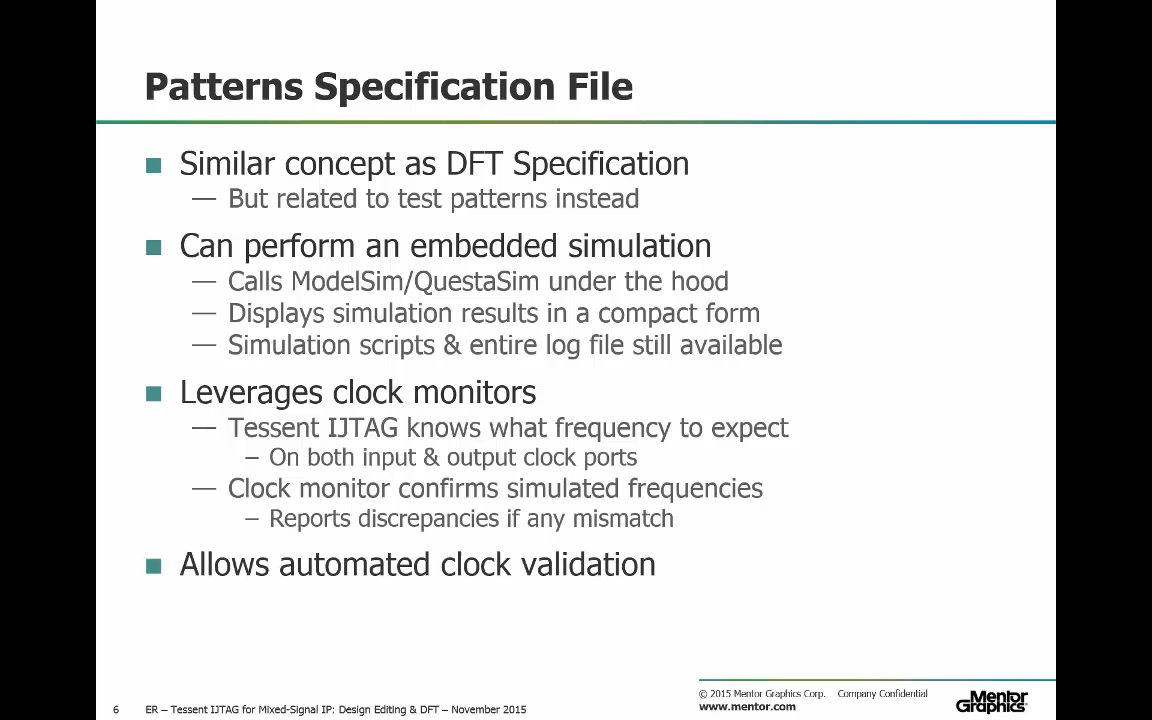 Patterns Specification File
Similar concept as DFT Specification
— But related to test patterns instead
Can perform an embedded simulation
— Calls ModelSim/QuestaSim under the hood
— Displays simulation results in a compact form
— Simulation scripts & entire log file still available
Leverages clock monitors
— Tessent IJTAG knows what frequency to expect
– On both input & output clock ports
— Clock monitor confirms simulated frequencies
– Reports discrepancies if any mismatch
Allows automated clock validation
6 ER – Tessent IJTAG for Mixed-Signal IP: Design Editing & DFT – November 2015
© 2015 Mentor Graphics Corp. Company Confidential
www.mentor.com
Mentor
Graphics